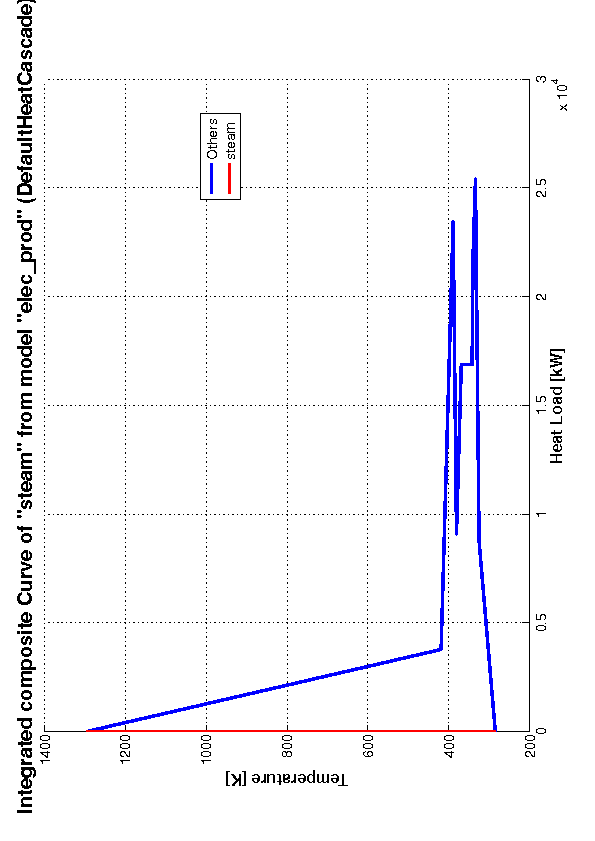 Integrated composite Curve of "steam" from model "elec_prod" (DefaultHeatCascade)
1400
1200
1000
800
600
400
200
Temperature [K]
Others
steam
0
0.5
1
1.5
2
2.5
3
x 10^4
Heat Load [kW]